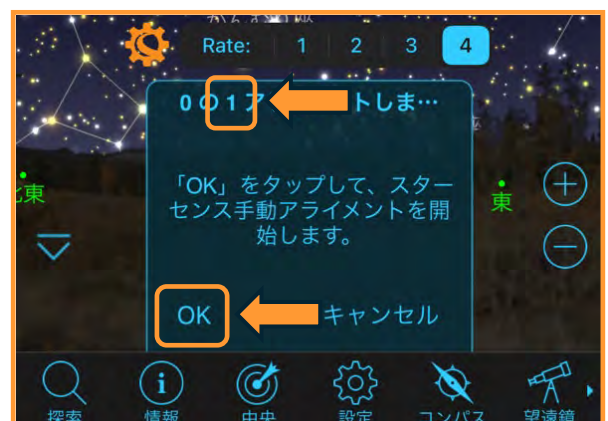 Rate: 1 2 3 4
0 の 1 ア トしま…
「OK」をタップして、スター
センス手動アライメントを開
始します。
北東
東
OK キャンセル
探索 情報 中央 設定 コンパス 望遠鏡